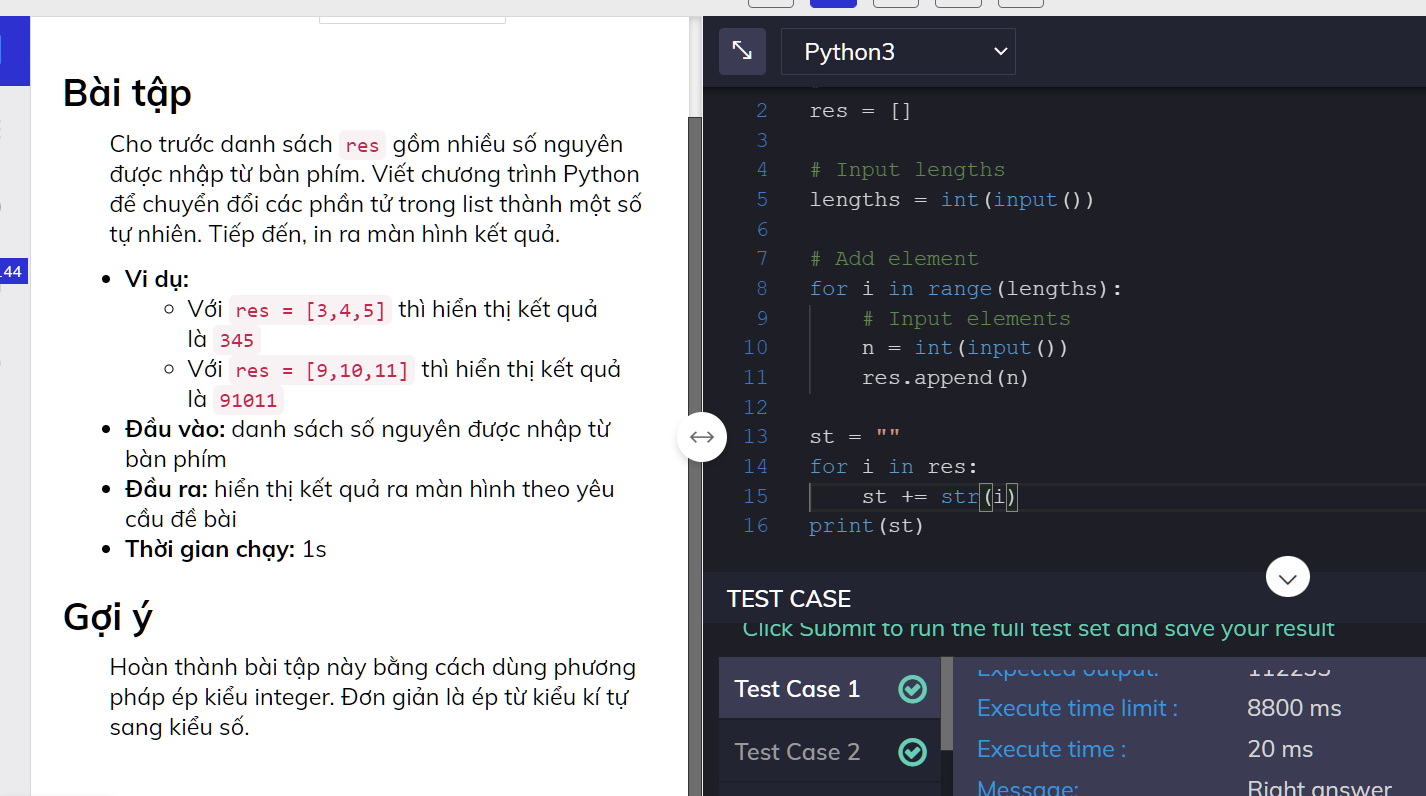 Bài tập
Cho trước danh sách res gồm nhiều số nguyên
được nhập từ bàn phím. Viết chương trình Python
để chuyển đổi các phần tử trong list thành một số
tự nhiên. Tiếp đến, in ra màn hình kết quả.
Ví dụ:
Với res = [3,4,5] thì hiển thị kết quả
là 345
Với res = [9,10,11] thì hiển thị kết quả
là 91011
Đầu vào: danh sách số nguyên được nhập từ
bàn phím
Đầu ra: hiển thị kết quả ra màn hình theo yêu
cầu đề bài
Thời gian chạy: 1s
Gợi ý
Hoàn thành bài tập này bằng cách dùng phương
pháp ép kiểu integer. Đơn giản là ép từ kiểu kí tự
sang kiểu số.
44
Python3
2 res = []
3
4 # Input lengths
5 lengths = int(input())
6
7 # Add element
8 for i in range(lengths):
9     # Input elements
10     n = int(input())
11     res.append(n)
12
13 st = ""
14 for i in res:
15     st += str(i)
16 print(st)
TEST CASE
Click Submit to run the full test set and save your result
Test Case 1
Test Case 2
Expected output: 112233
Execute time limit : 8800 ms
Execute time : 20 ms
Message: Right answer